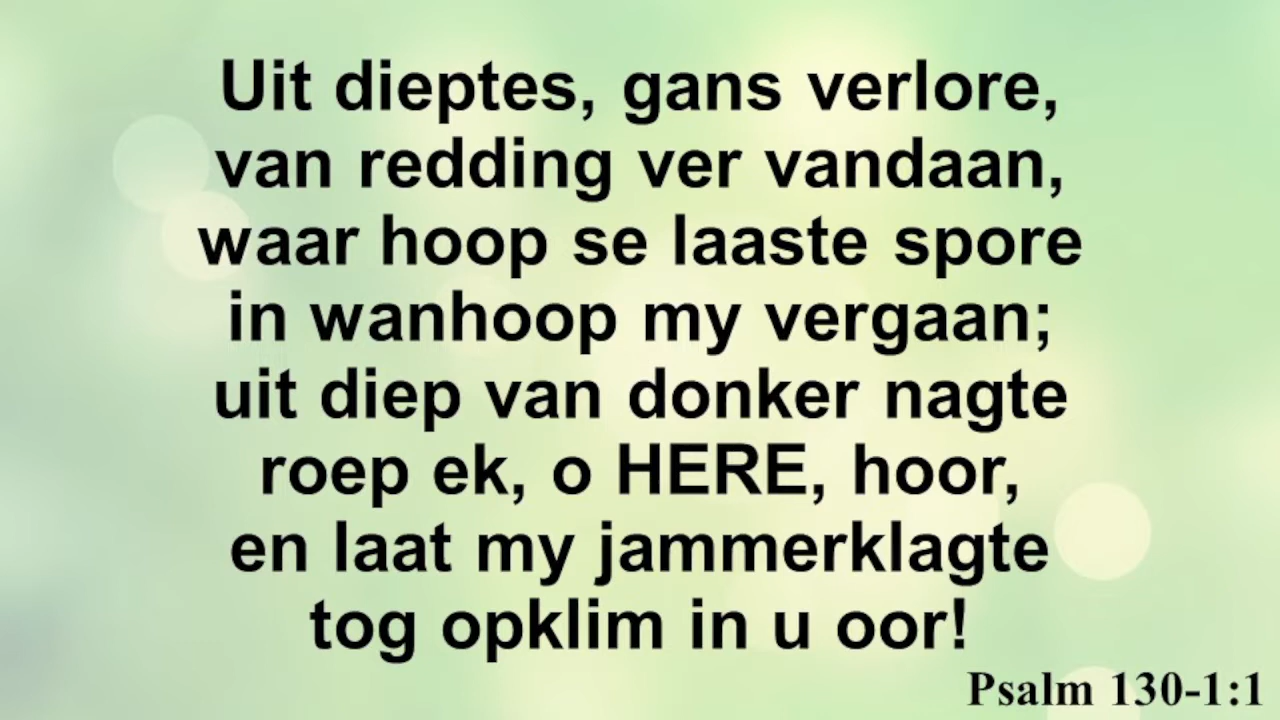 Uit dieptes, gans verlore,
van redding ver vandaan,
waar hoop se laaste spore
in wanhoop my vergaan;
uit diep van donker nagte
roep ek, o HERE, hoor,
en laat my jammerklagte
tog opklim in u oor!
Psalm 130-1:1